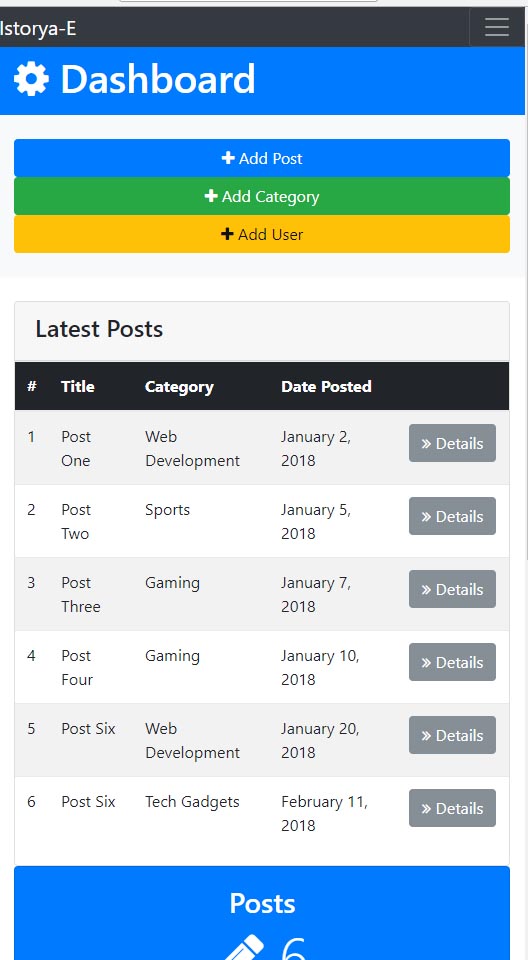 Istorya-E
Dashboard
Add Post
Add Category
Add User
Latest Posts
# Title Category Date Posted
1 Post One Web Development January 2, 2018 Details
2 Post Two Sports January 5, 2018 Details
3 Post Three Gaming January 7, 2018 Details
4 Post Four Gaming January 10, 2018 Details
5 Post Six Web Development January 20, 2018 Details
6 Post Six Tech Gadgets February 11, 2018 Details
Posts
6